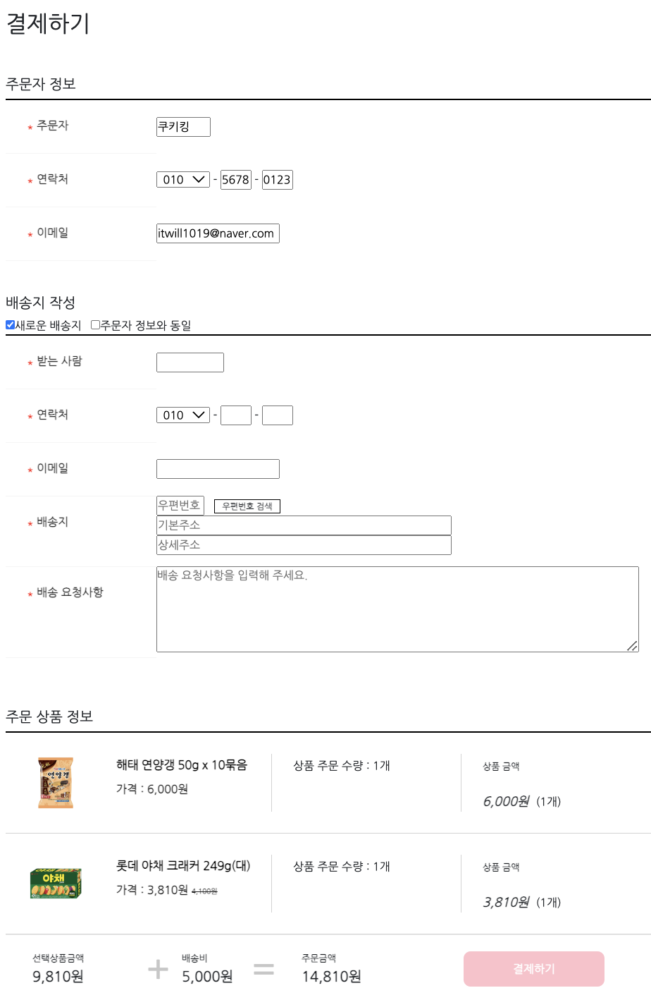 결제하기
주문자 정보
* 주문자 쿠키킹
* 연락처 010 - 5678 - 0123
* 이메일 itwill1019@naver.com
배송지 작성
새로운 배송지 주문자 정보와 동일
* 받는 사람
* 연락처 010 - -
* 이메일
* 배송지 우편번호 우편번호 검색
기본주소
상세주소
* 배송 요청사항 배송 요청사항을 입력해 주세요.
주문 상품 정보
연양갱
해태 연양갱 50g x 10묶음 상품 주문 수량 : 1개 상품 금액
가격 : 6,000원
6,000원 (1개)
야채
롯데 야채 크래커 249g(대) 상품 주문 수량 : 1개 상품 금액
가격 : 3,810원 4,100원
3,810원 (1개)
선택상품금액 배송비 주문금액
9,810원 + 5,000원 = 14,810원 결제하기